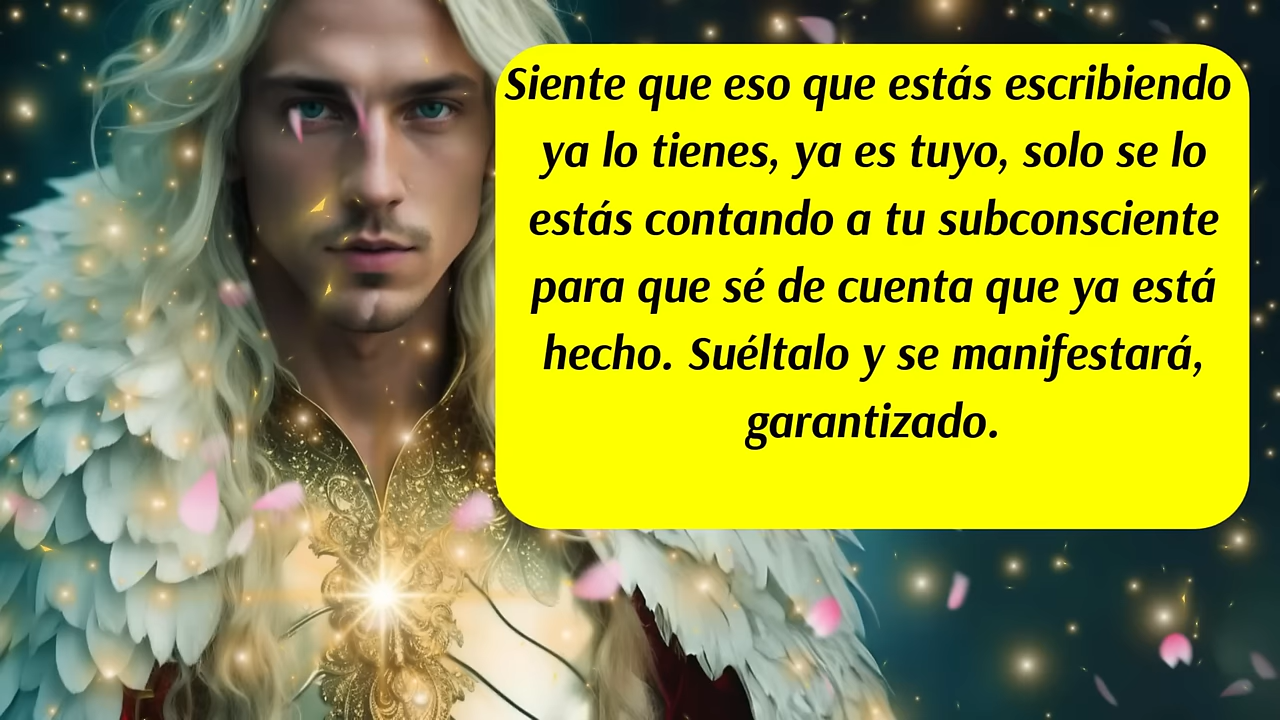 Siente que eso que estás escribiendo
ya lo tienes, ya es tuyo, solo se lo
estás contando a tu subconsciente
para que sé de cuenta que ya está
hecho. Suéltalo y se manifestará,
garantizado.